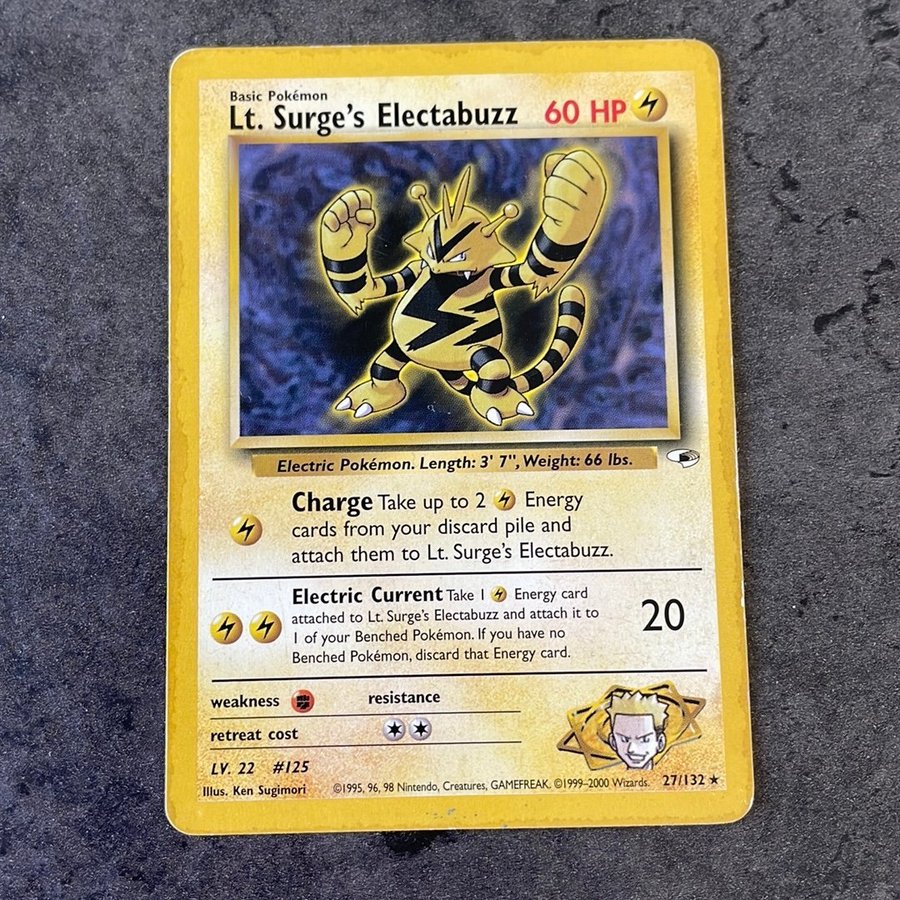 Basic Pokémon
Lt. Surge's Electabuzz 60 HP
Electric Pokémon. Length: 3' 7", Weight: 66 lbs.
Charge Take up to 2 Energy
cards from your discard pile and
attach them to Lt. Surge's Electabuzz.
Electric Current Take 1 Energy card
attached to Lt. Surge's Electabuzz and attach it to
1 of your Benched Pokémon. If you have no
Benched Pokémon, discard that Energy card.
20
weakness resistance
retreat cost
LV. 22 #125
Illus. Ken Sugimori ©1995, 96, 98 Nintendo, Creatures, GAMEFREAK. ©1999–2000 Wizards. 27/132 ★